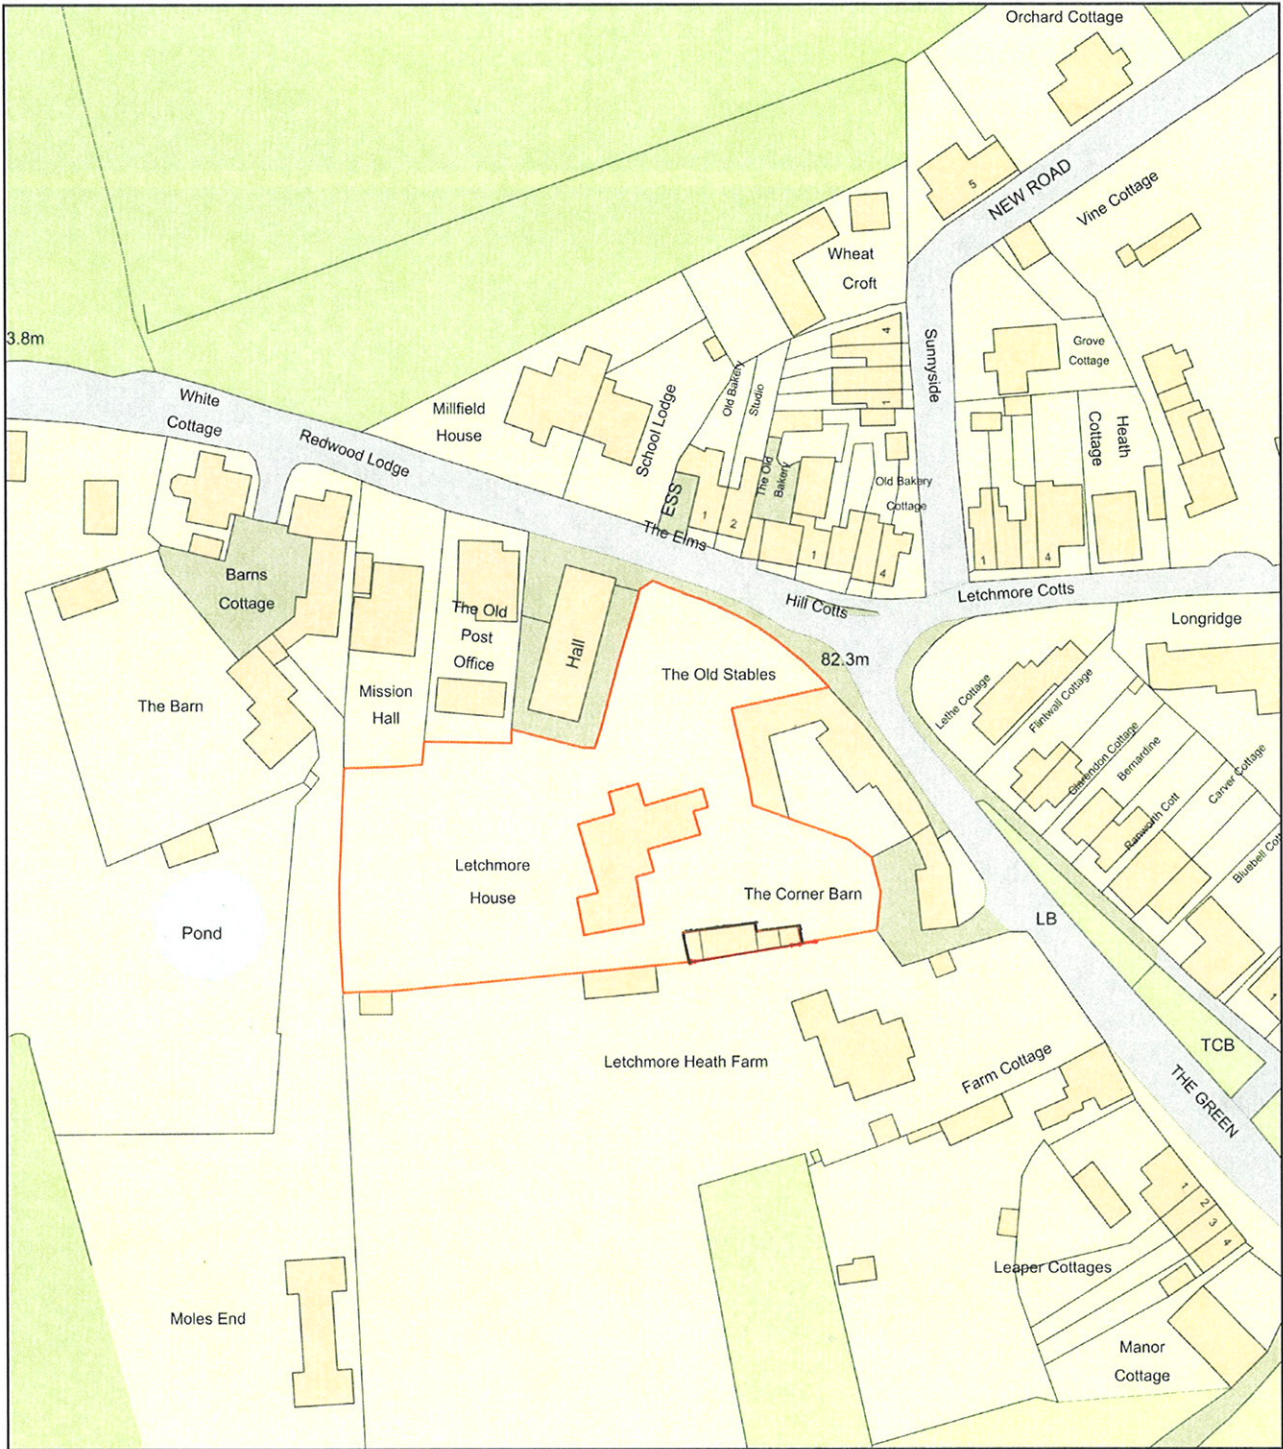 Orchard Cottage
5
NEW ROAD
Vine Cottage
Wheat
Croft
3.8m
Sunnyside
4
1
Grove
Cottage
White
Cottage
Millfield
House
School Lodge
Old Bakery
Studio
Heath
Cottage
Redwood Lodge
The Old
Bakery
Old Bakery
Cottage
ESS
1
2
The Elms
1
4
1
4
Barns
Cottage
The Old
Post
Office
Hall
Hill Cotts
Letchmore Cotts
Longridge
82.3m
The Old Stables
Mission
Hall
The Barn
Lethe Cottage
Flintwall Cottage
Clarendon Cottage
Bernardine
Ranworth Cott
Carver Cottage
Bluebell Cott
Letchmore
House
The Corner Barn
Pond
LB
1
TCB
Letchmore Heath Farm
Farm Cottage
THE GREEN
1
2
3
4
Leaper Cottages
Moles End
Manor
Cottage